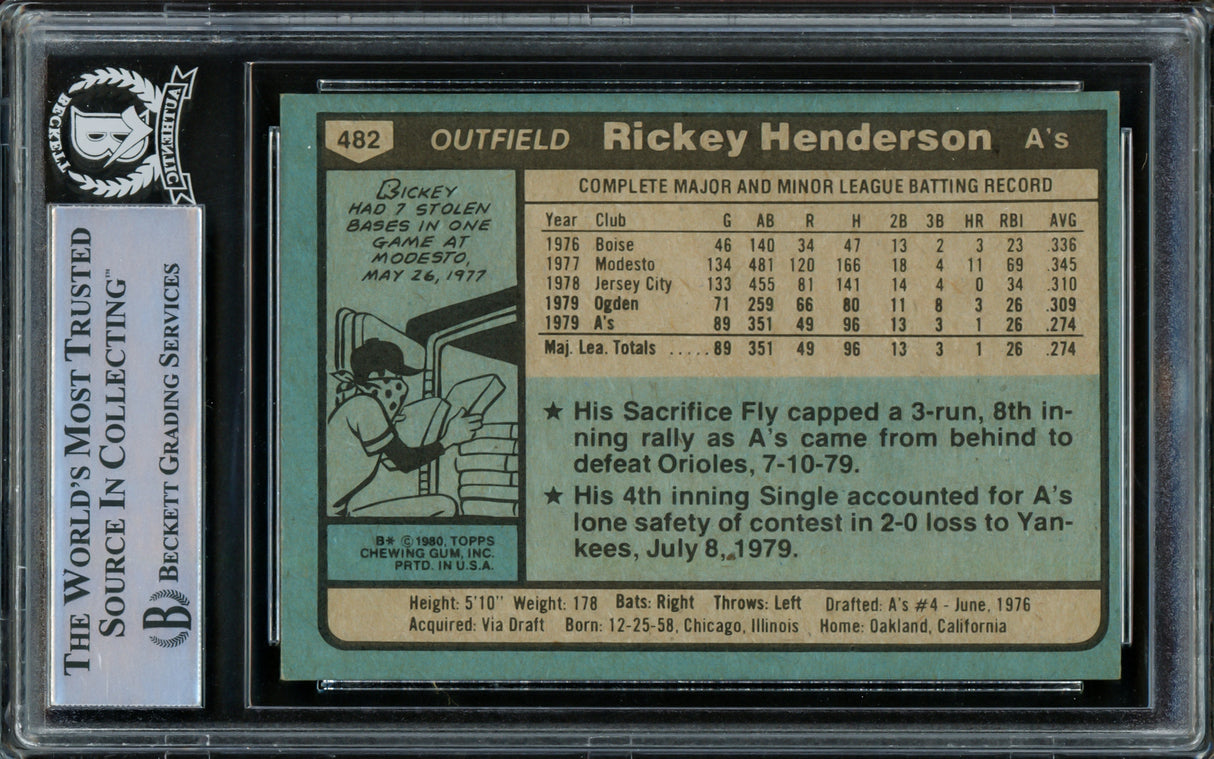 BECKETT
AUTHENTIC
B
THE WORLD'S MOST TRUSTED
SOURCE IN COLLECTING™
B BECKETT GRADING SERVICES
482 OUTFIELD Rickey Henderson A's
RICKEY
HAD 7 STOLEN
BASES IN ONE
GAME AT
MODESTO,
MAY 26, 1977
B* © 1980, TOPPS
CHEWING GUM, INC.
PRTD. IN U.S.A.
COMPLETE MAJOR AND MINOR LEAGUE BATTING RECORD
Year Club G AB R H 2B 3B HR RBI AVG
1976 Boise 46 140 34 47 13 2 3 23 .336
1977 Modesto 134 481 120 166 18 4 11 69 .345
1978 Jersey City 133 455 81 141 14 4 0 34 .310
1979 Ogden 71 259 66 80 11 8 3 26 .309
1979 A's 89 351 49 96 13 3 1 26 .274
Maj. Lea. Totals .....89 351 49 96 13 3 1 26 .274
★ His Sacrifice Fly capped a 3-run, 8th in-
ning rally as A's came from behind to
defeat Orioles, 7-10-79.
★ His 4th inning Single accounted for A's
lone safety of contest in 2-0 loss to Yan-
kees, July 8, 1979.
Height: 5'10" Weight: 178 Bats: Right Throws: Left Drafted: A's #4 - June, 1976
Acquired: Via Draft Born: 12-25-58, Chicago, Illinois Home: Oakland, California